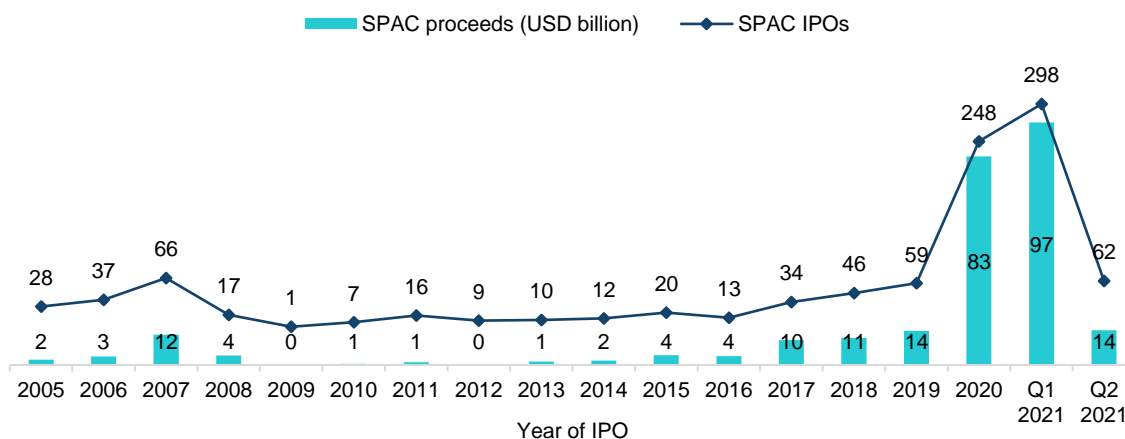 SPAC proceeds (USD billion) SPAC IPOs
298
248
66 59 62
28 37 17 1 7 16 9 10 12 20 13 34 46
83 97
2 3 12 4 0 1 1 0 1 2 4 4 10 11 14 14
2005 2006 2007 2008 2009 2010 2011 2012 2013 2014 2015 2016 2017 2018 2019 2020 Q1 Q2
2021 2021
Year of IPO